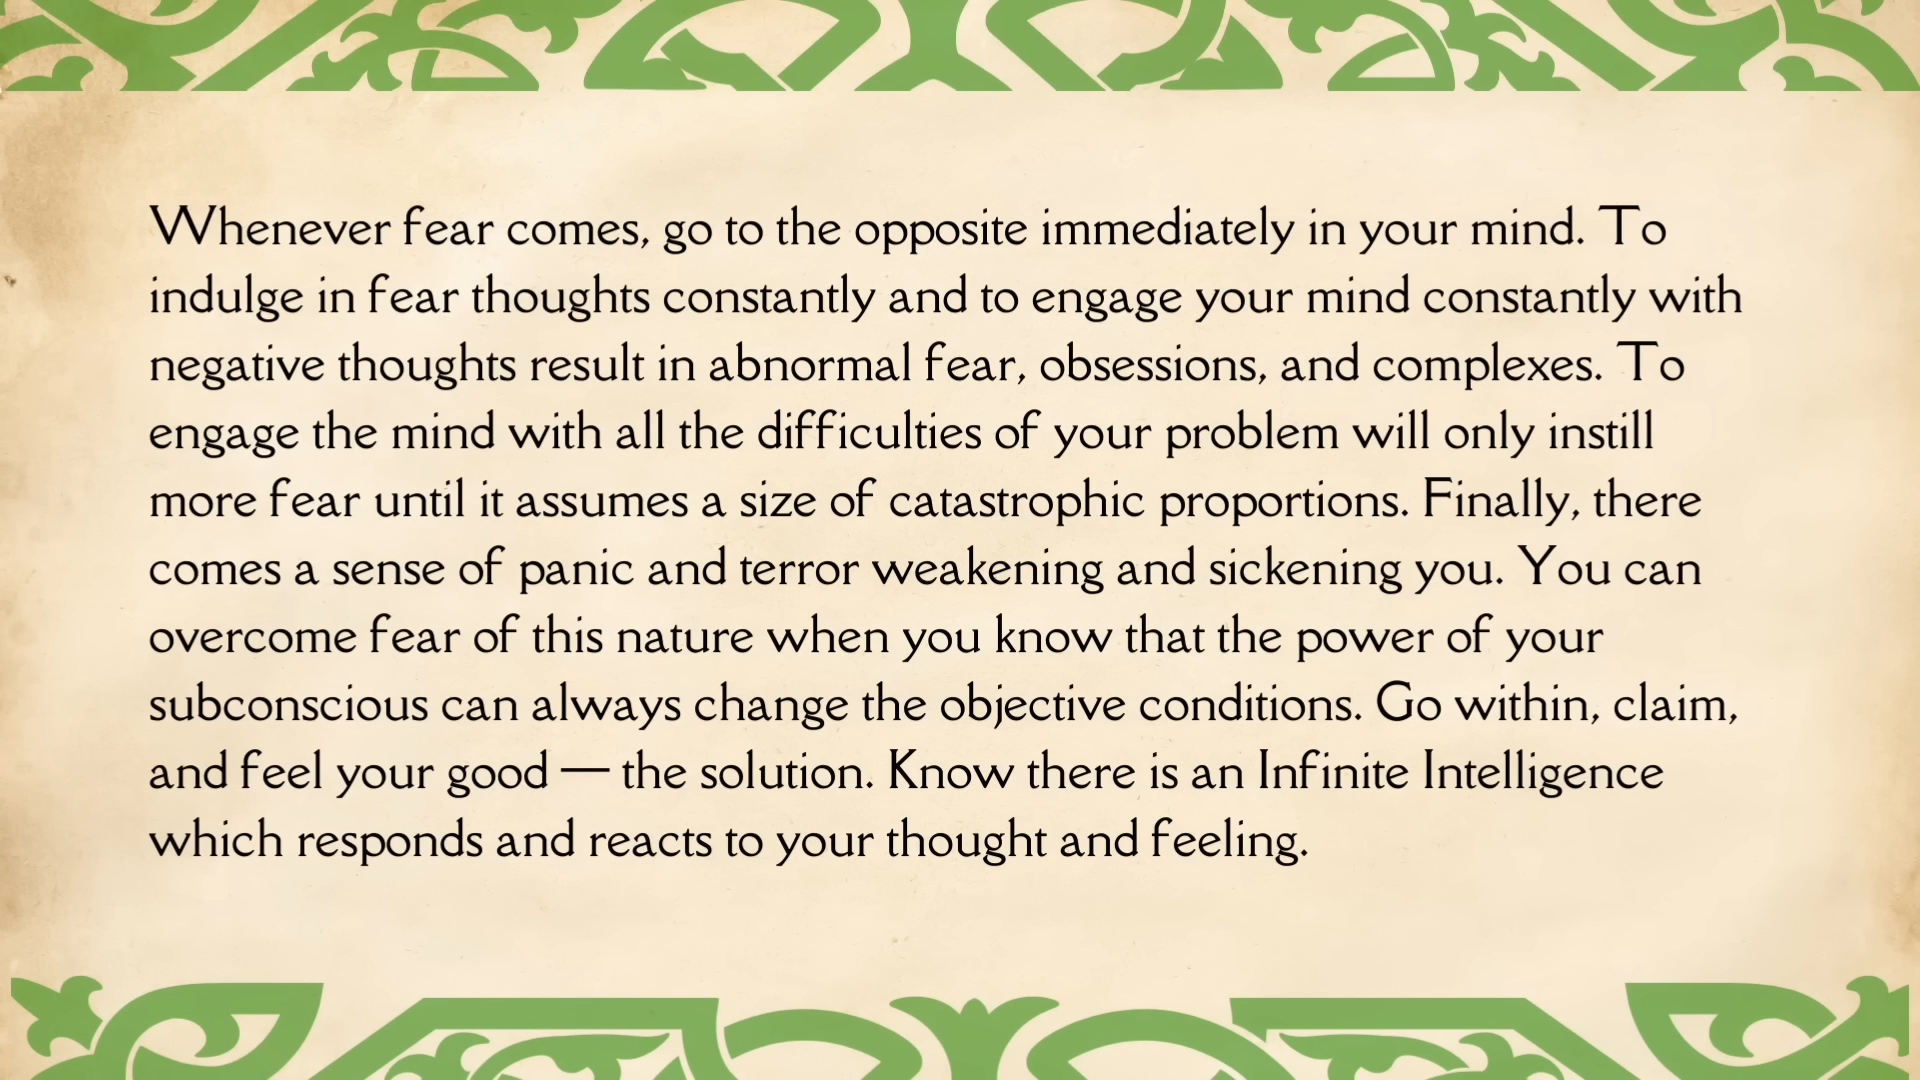 Whenever fear comes, go to the opposite immediately in your mind. To
indulge in fear thoughts constantly and to engage your mind constantly with
negative thoughts result in abnormal fear, obsessions, and complexes. To
engage the mind with all the difficulties of your problem will only instill
more fear until it assumes a size of catastrophic proportions. Finally, there
comes a sense of panic and terror weakening and sickening you. You can
overcome fear of this nature when you know that the power of your
subconscious can always change the objective conditions. Go within, claim,
and feel your good — the solution. Know there is an Infinite Intelligence
which responds and reacts to your thought and feeling.